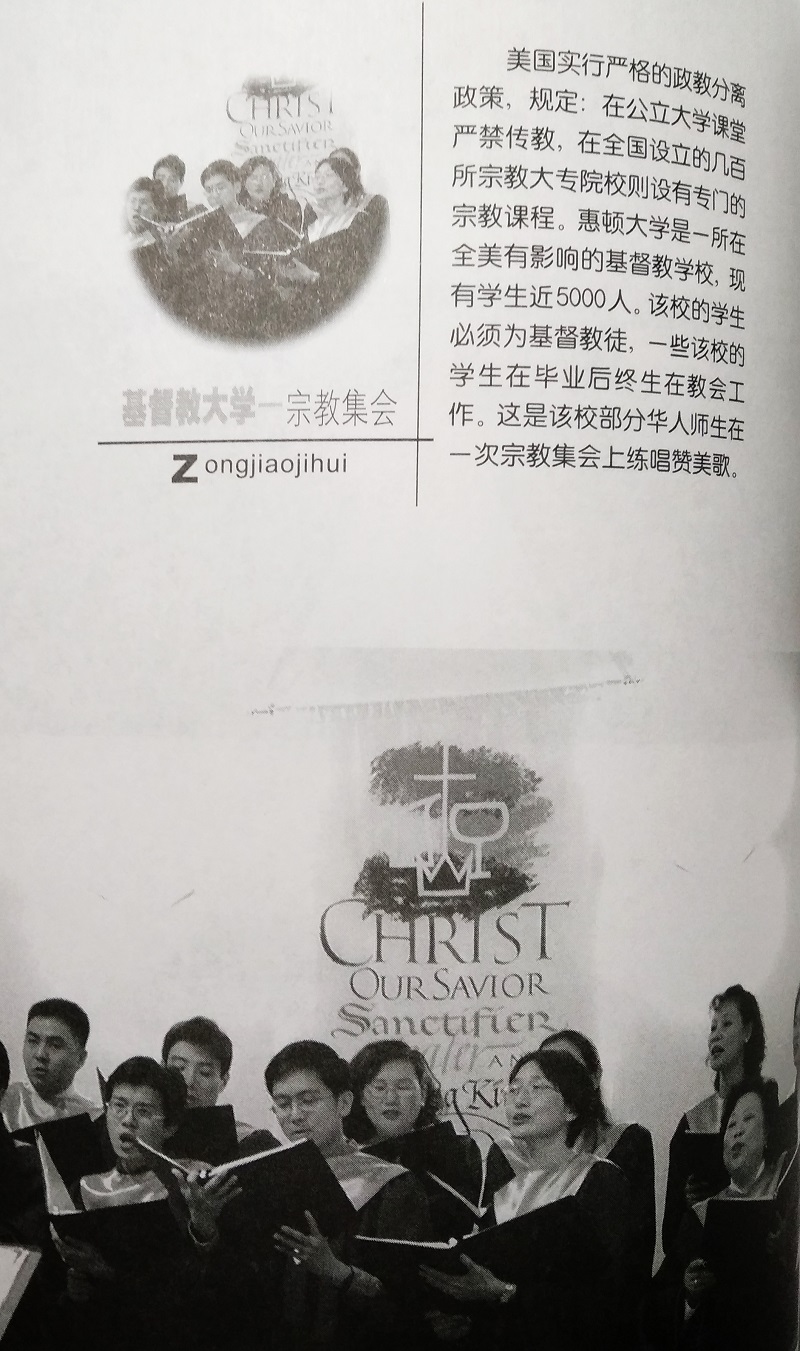 CHRIST
OUR SAVIOR
Sanctifier
基督教大学—宗教集会
Zongjiaojihui
美国实行严格的政教分离
政策，规定：在公立大学课堂
严禁传教，在全国设立的几百
所宗教大专院校则设有专门的
宗教课程。惠顿大学是一所在
全美有影响的基督教学校，现
有学生近5000人。该校的学生
必须为基督教徒，一些该校的
学生在毕业后终生在教会工
作。这是该校部分华人师生在
一次宗教集会上练唱赞美歌。
CHRIST
OUR SAVIOR
Sanctifier